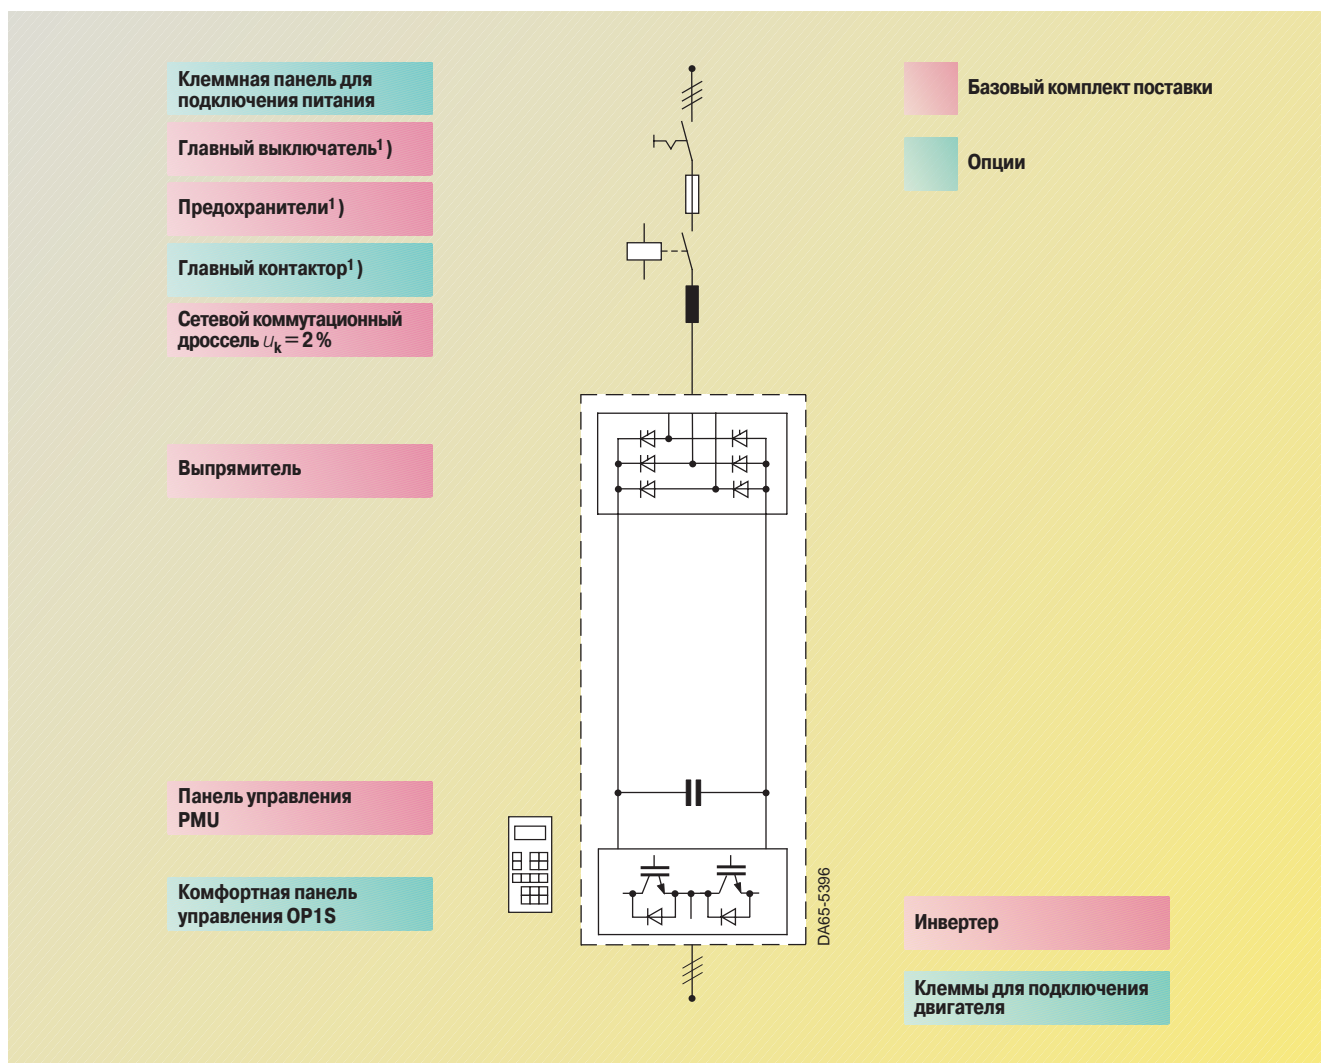 Клеммная панель для
подключения питания
Главный выключатель¹)
Предохранители¹)
Главный контактор¹)
Сетевой коммутационный
дроссель uk = 2 %
Выпрямитель
Панель управления
PMU
Комфортная панель
управления OP1S
Базовый комплект поставки
Опции
DA65-5396
Инвертер
Клеммы для подключения
двигателя